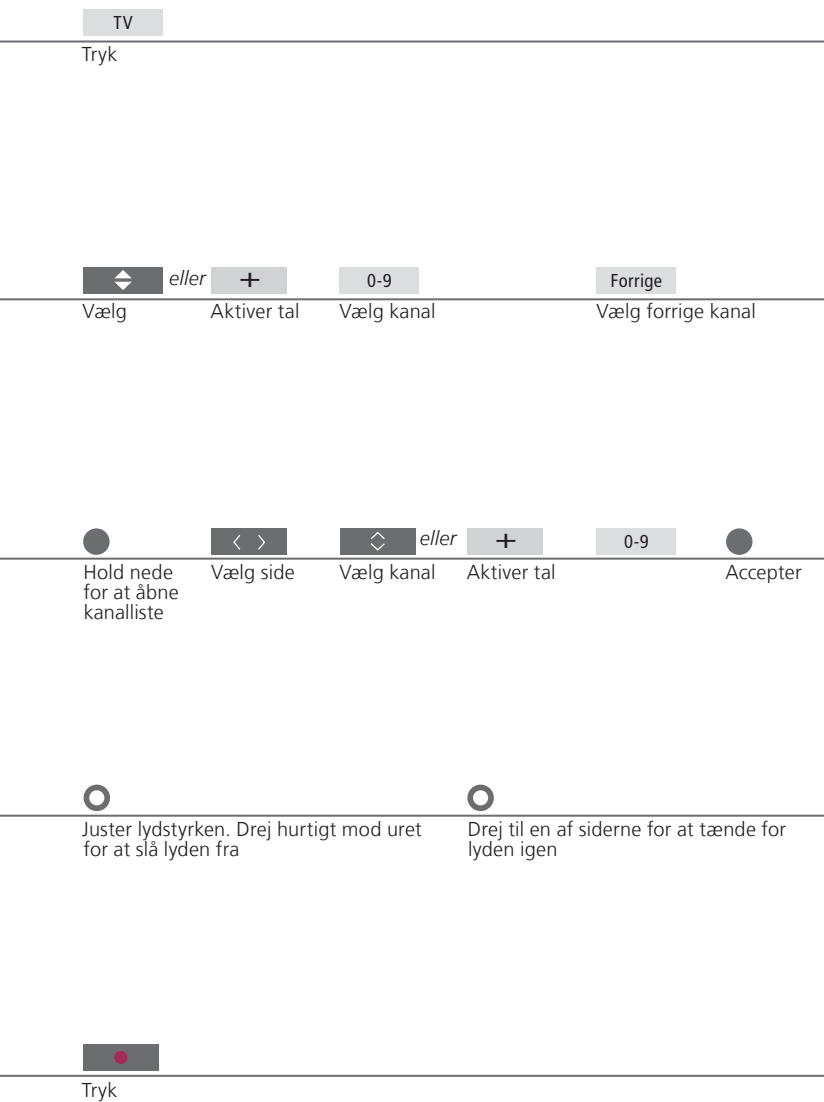 TV
Tryk
eller + 0-9 Forrige
Vælg Aktiver tal Vælg kanal Vælg forrige kanal
eller + 0-9
Hold nede Vælg side Vælg kanal Aktiver tal Accepter
for at åbne
kanalliste
Juster lydstyrken. Drej hurtigt mod uret Drej til en af siderne for at tænde for
for at slå lyden fra lyden igen
Tryk